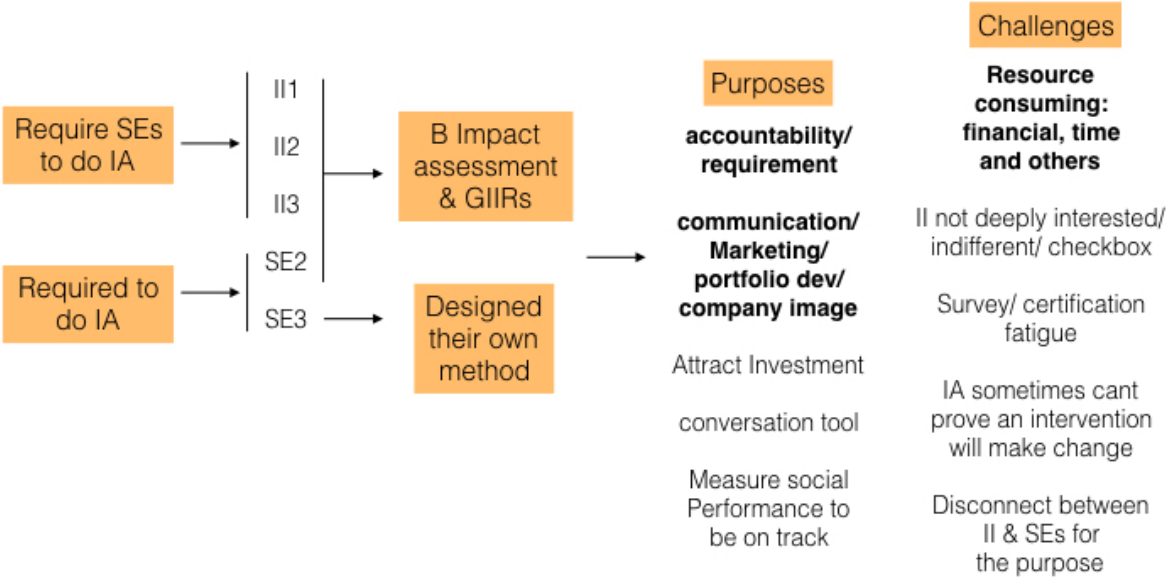 Require SEs
to do IA
Required to
do IA
II1
II2
II3
SE2
SE3
B Impact
assessment
& GIIRs
Designed
their own
method
Purposes
accountability/
requirement
communication/
Marketing/
portfolio dev/
company image
Attract Investment
conversation tool
Measure social
Performance to
be on track
Challenges
Resource
consuming:
financial, time
and others
II not deeply interested/
indifferent/ checkbox
Survey/ certification
fatigue
IA sometimes cant
prove an intervention
will make change
Disconnect between
II & SEs for
the purpose